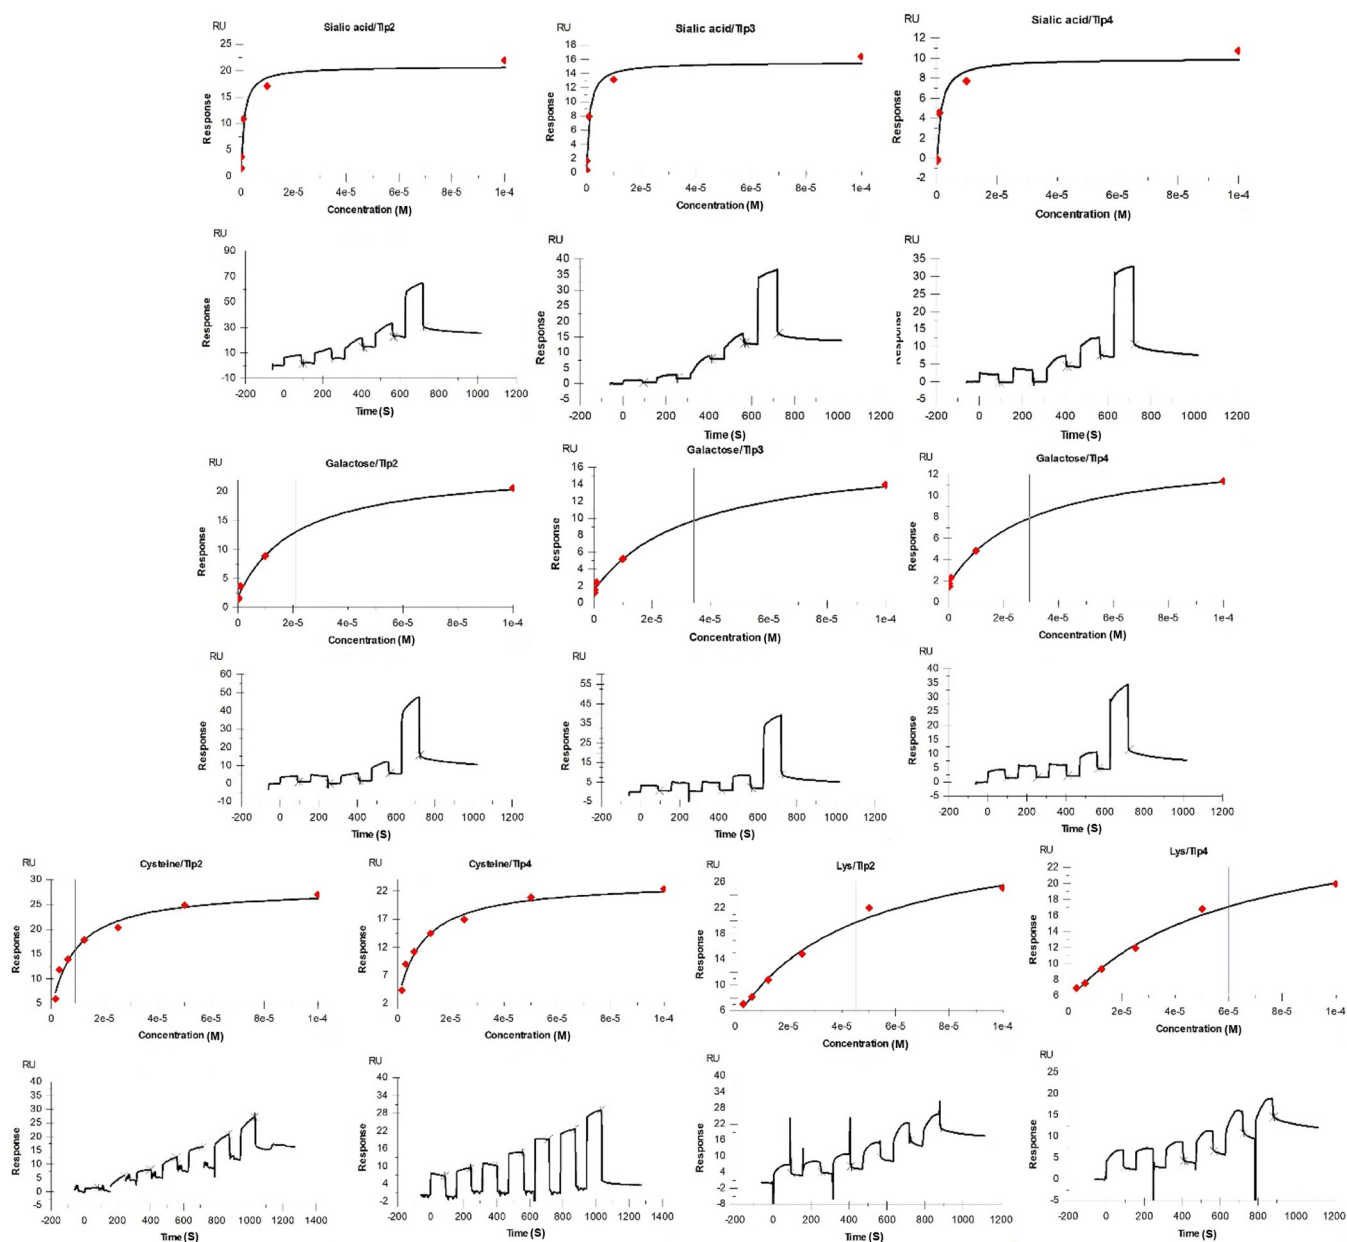 RU Sialic acid/Tlp2
25
20
15
10
5
0
Response
0 2e-5 4e-5 6e-5 8e-5 1e-4
Concentration (M)
RU Sialic acid/Tlp3
18
16
14
12
10
8
6
4
2
0
Response
0 2e-5 4e-5 6e-5 8e-5 1e-4
Concentration (M)
RU Sialic acid/Tlp4
12
10
8
6
4
2
0
-2
Response
0 2e-5 4e-5 6e-5 8e-5 1e-4
Concentration (M)
RU
90
70
50
30
10
-10
Response
-200 0 200 400 600 800 1000 1200
Time (S)
RU
40
35
30
25
20
15
10
5
0
-5
Response
-200 0 200 400 600 800 1000 1200
Time (S)
RU
35
30
25
20
15
10
5
0
-5
-200 0 200 400 600 800 1000 1200
Time (S)
RU Galactose/Tlp2
20
15
10
5
0
Response
0 2e-5 4e-5 6e-5 8e-5 1e-4
Concentration (M)
RU Galactose/Tlp3
16
14
12
10
8
6
4
2
0
Response
0 2e-5 4e-5 6e-5 8e-5 1e-4
Concentration (M)
RU Galactose/Tlp4
12
10
8
6
4
2
0
Response
0 2e-5 4e-5 6e-5 8e-5 1e-4
Concentration (M)
RU
60
50
40
30
20
10
0
-10
Response
-200 0 200 400 600 800 1000 1200
Time (S)
RU
55
45
35
25
15
5
-5
Response
-200 0 200 400 600 800 1000 1200
Time (S)
RU
40
35
30
25
20
15
10
5
0
-5
Response
-200 0 200 400 600 800 1000 1200
Time (S)
RU Cysteine/Tlp2
30
25
20
15
10
5
Response
0 2e-5 4e-5 6e-5 8e-5 1e-4
Concentration (M)
RU Cysteine/Tlp4
22
17
12
7
2
Response
0 2e-5 4e-5 6e-5 8e-5 1e-4
Concentration (M)
RU Lys/Tlp2
26
22
18
14
10
6
Response
0 2e-5 4e-5 6e-5 8e-5 1e-4
Concentration (M)
RU Lys/Tlp4
22
20
18
16
14
12
10
8
6
Response
0 2e-5 4e-5 6e-5 8e-5 1e-4
Concentration (M)
RU
40
35
30
25
20
15
10
5
0
-5
Response
-200 0 200 400 600 800 1000 1200 1400
Time (S)
RU
40
34
28
22
16
10
4
-2
Response
-200 0 200 400 600 800 1000 1200 1400
Time (S)
RU
40
34
28
22
16
10
4
-2
-8
Response
-200 0 200 400 600 800 1000 1200
Time (S)
RU
25
20
15
10
5
0
-5
Response
-200 0 200 400 600 800 1000 1200
Time (S)